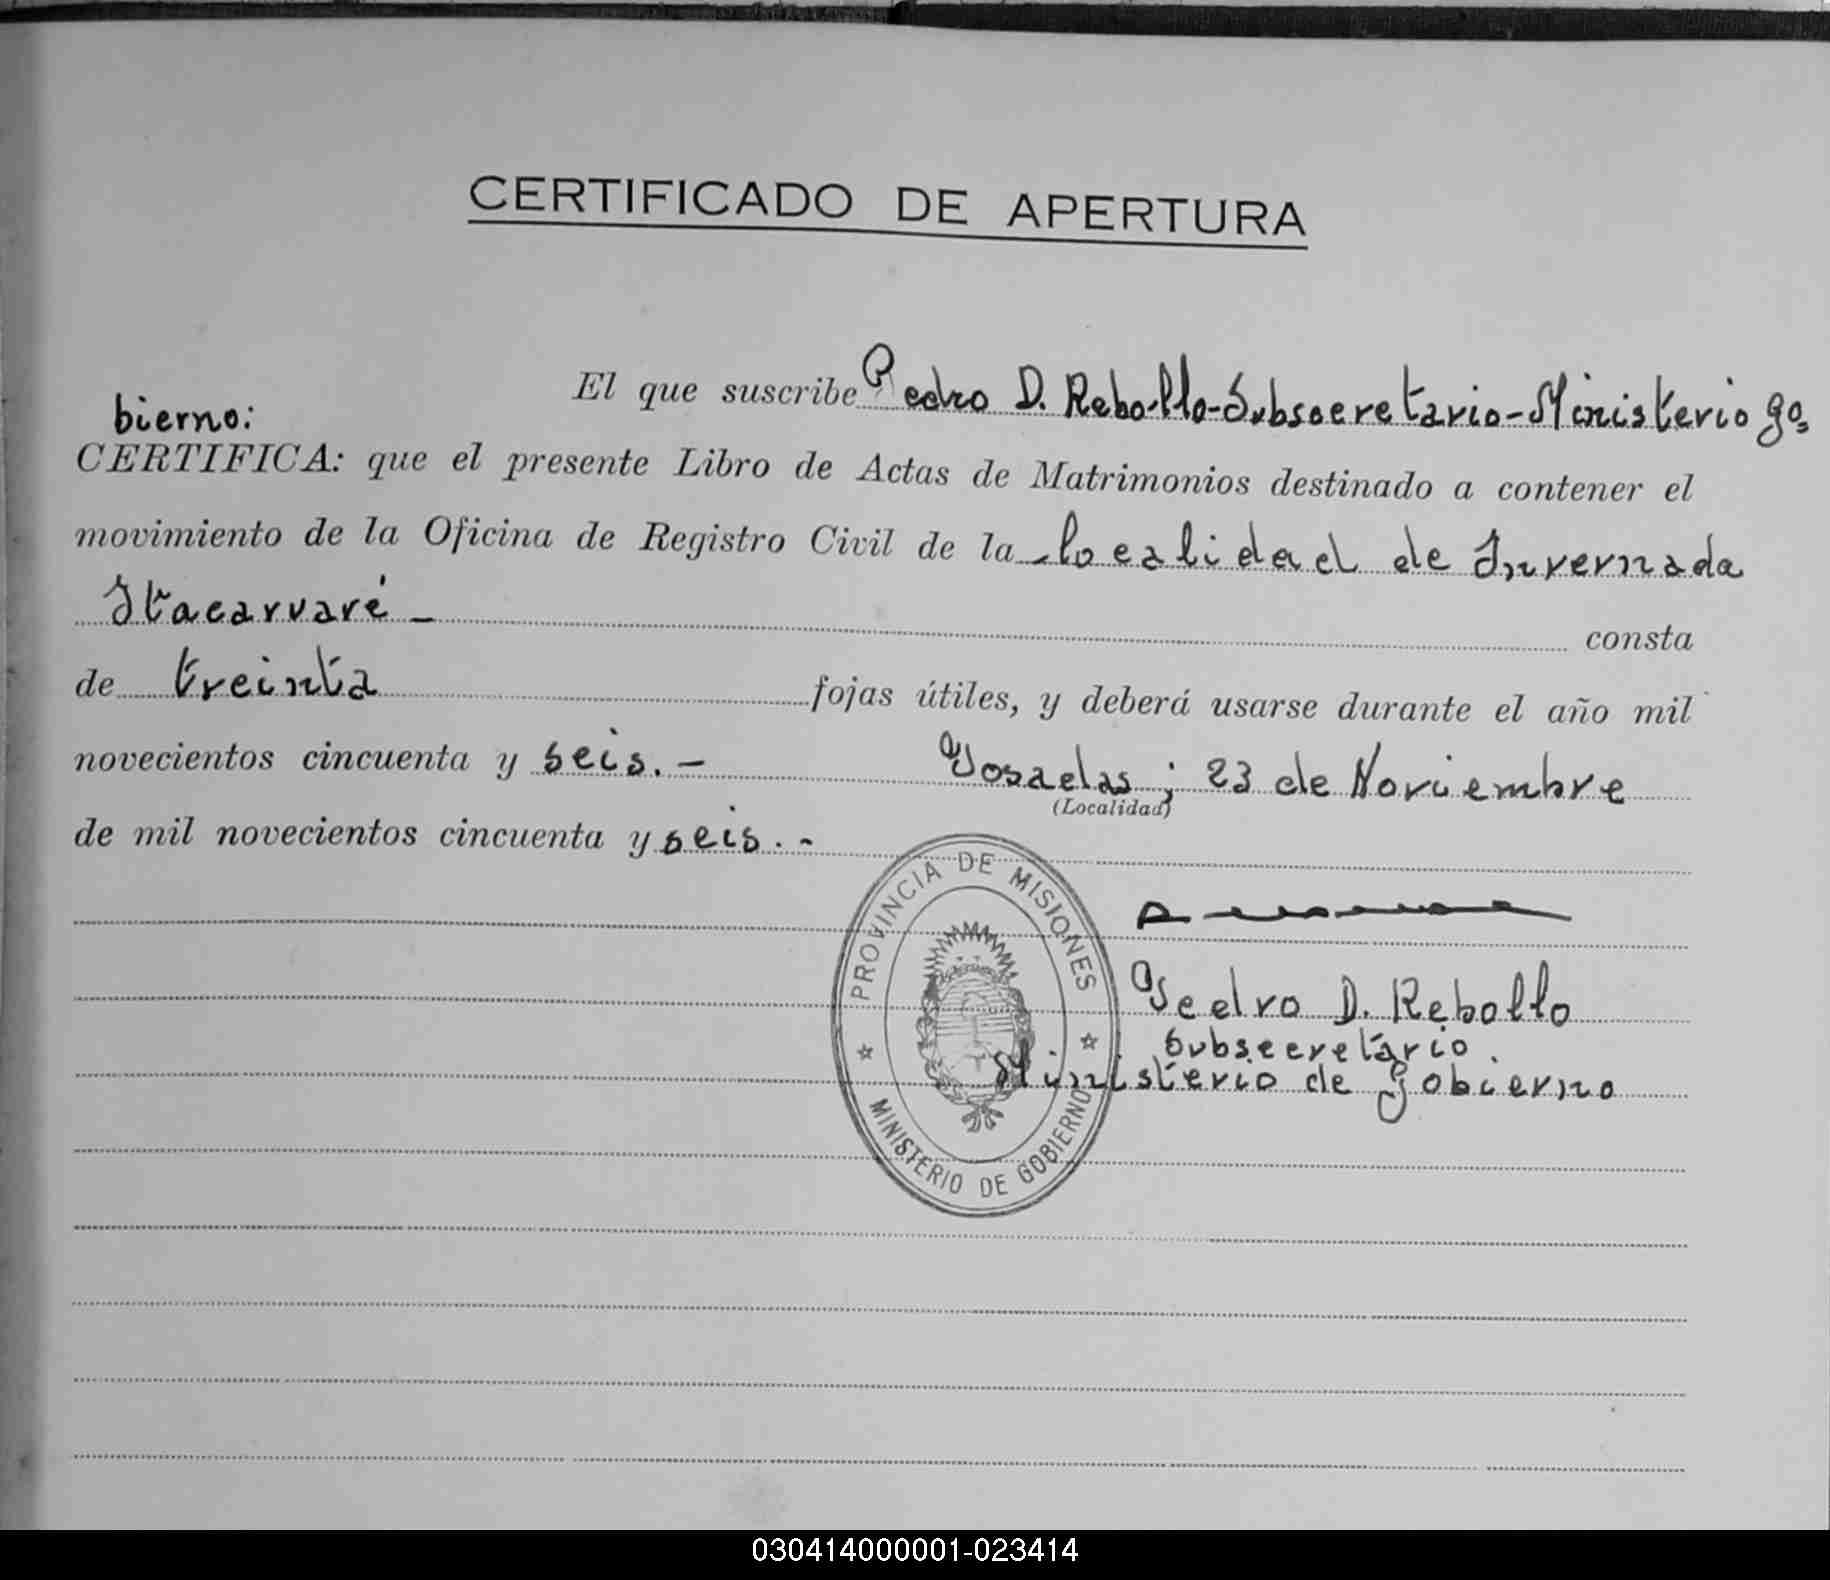 CERTIFICADO DE APERTURA
El que suscribe Pedro D. Rebollo-Subsecretario-Ministerio go=
bierno:
CERTIFICA: que el presente Libro de Actas de Matrimonios destinado a contener el
movimiento de la Oficina de Registro Civil de la localidad de Invernada
Itacarvaré - consta
de treinta fojas útiles, y deberá usarse durante el año mil
novecientos cincuenta y seis.- Posadas; 23 de Noviembre
(Localidad)
de mil novecientos cincuenta y seis.-
PROVINCIA DE MISIONES
MINISTERIO DE GOBIERNO
Pedro D. Rebollo
Subsecretario.
Ministerio de Gobierno
030414000001-023414